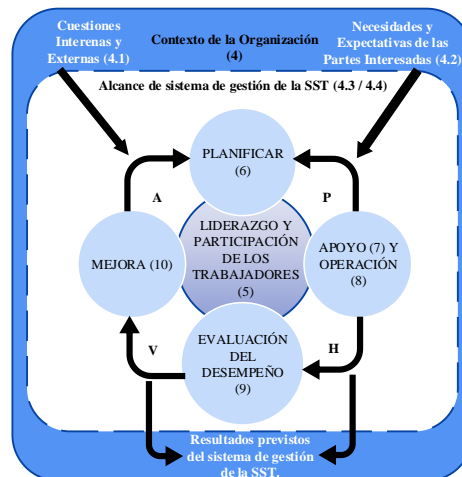 Cuestiones
Interenas y
Externas (4.1)
Contexto de la Organización
(4)
Necesidades y
Expectativas de las
Partes Interesadas (4.2)
Alcance de sistema de gestión de la SST (4.3 / 4.4)
PLANIFICAR
(6)
A
P
LIDERAZGO Y
PARTICIPACIÓN
DE LOS
TRABAJADORES
(5)
MEJORA (10)
APOYO (7) Y
OPERACIÓN
(8)
EVALUACIÓN
DEL
DESEMPEÑO
(9)
V
H
Resultados previstos
del sistema de gestión
de la SST.